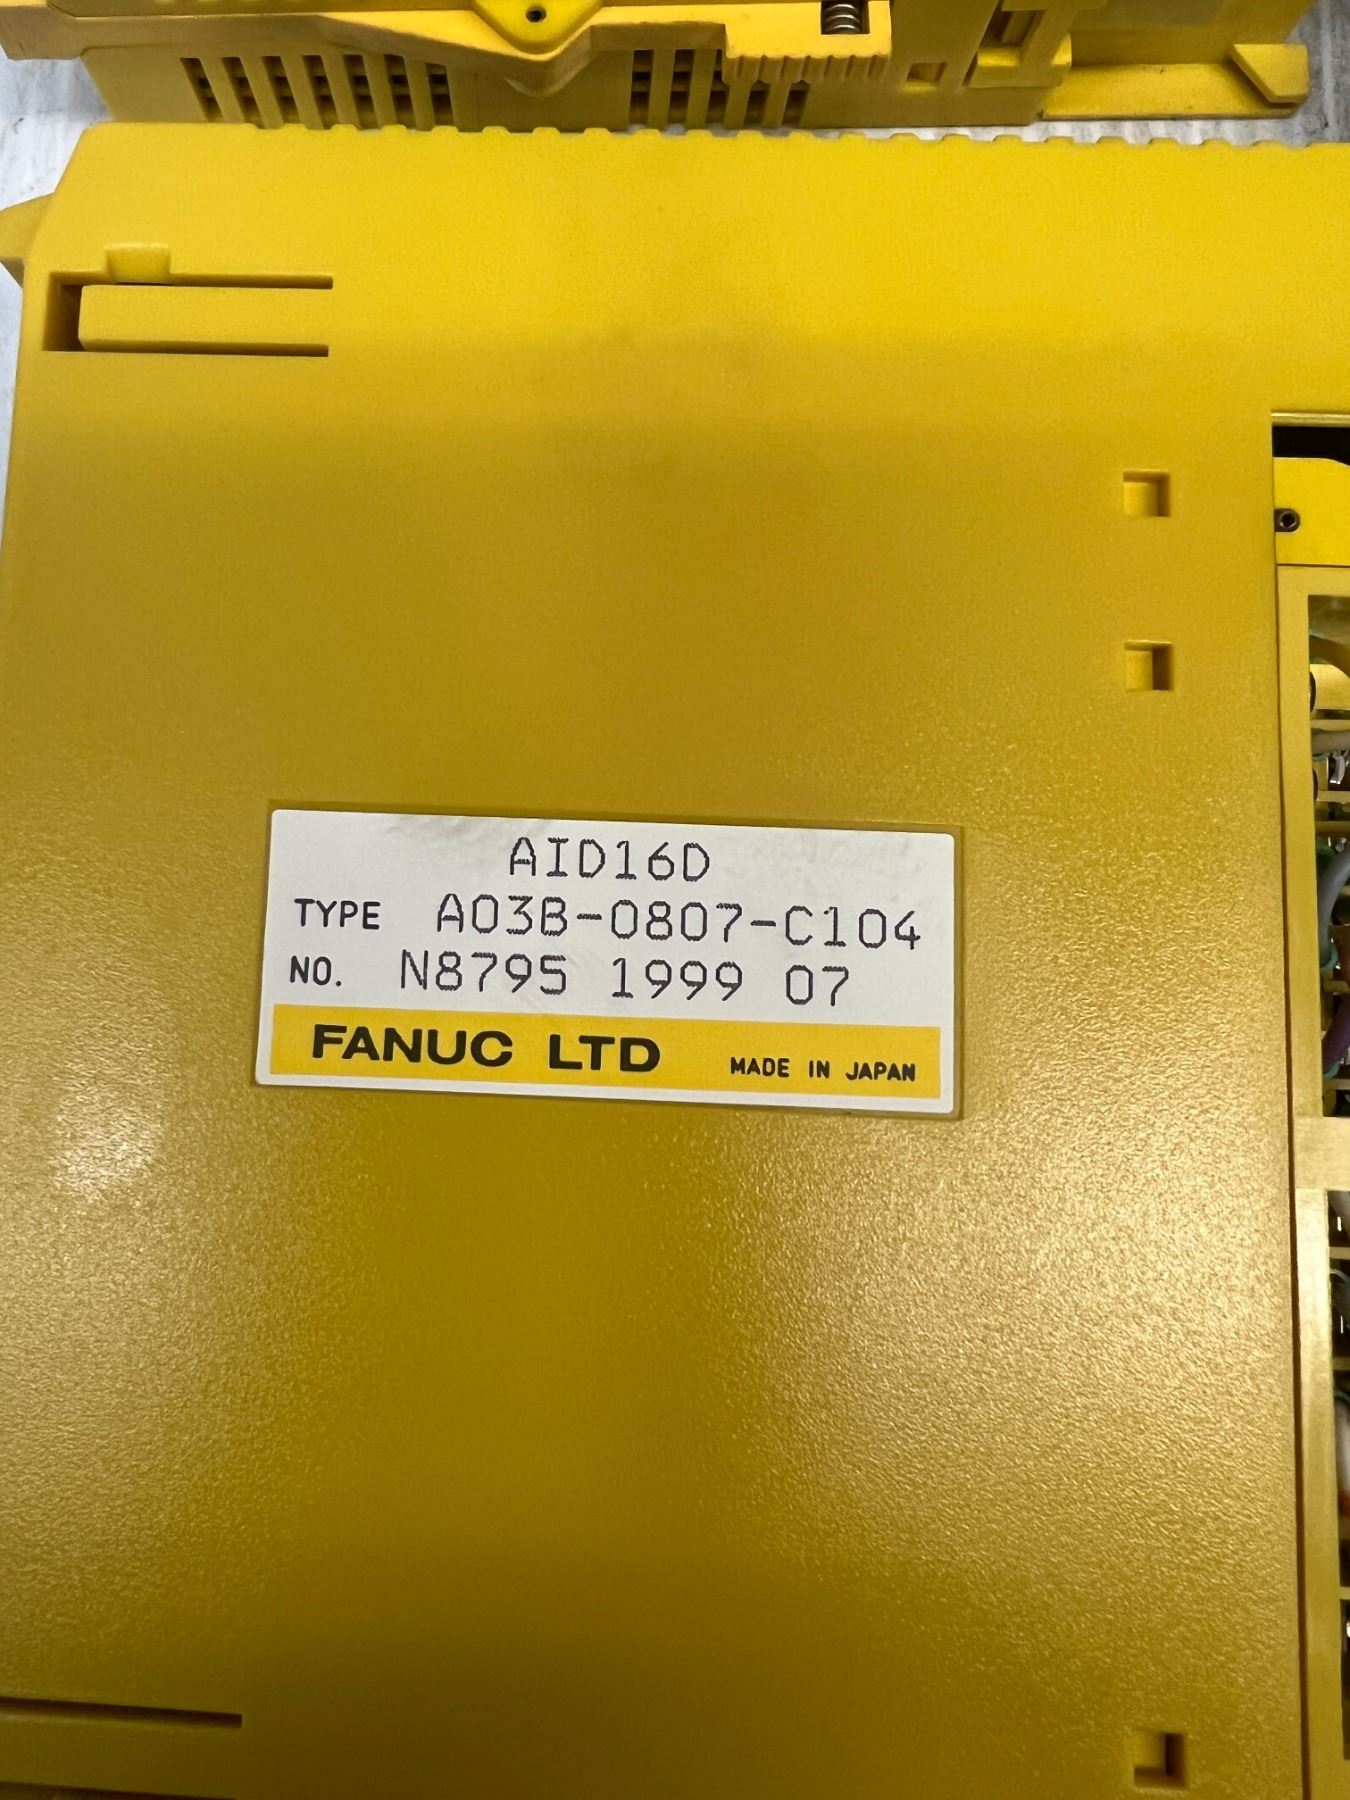 AID16D
TYPE A03B-0807-C104
NO. N8795 1999 07
FANUC LTD MADE IN JAPAN